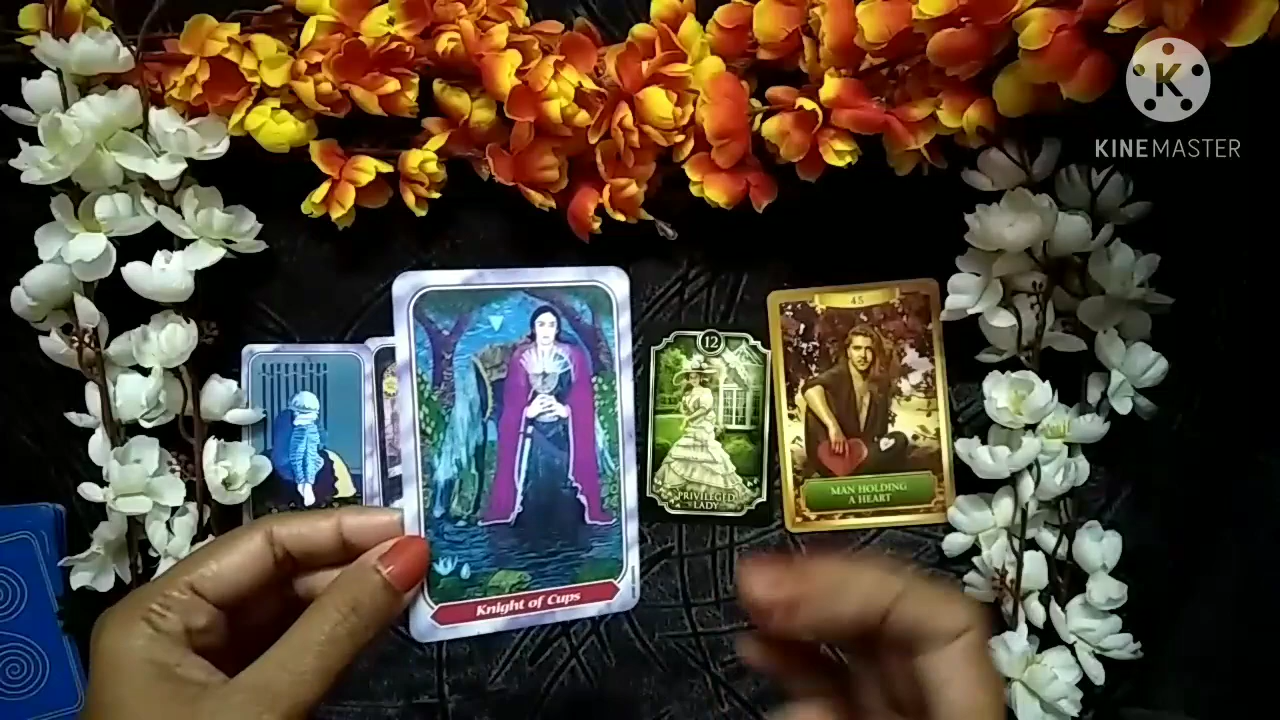 K
KINEMASTER
45
12
PRIVILEGED
LADY
MAN HOLDING
A HEART
Knight of Cups